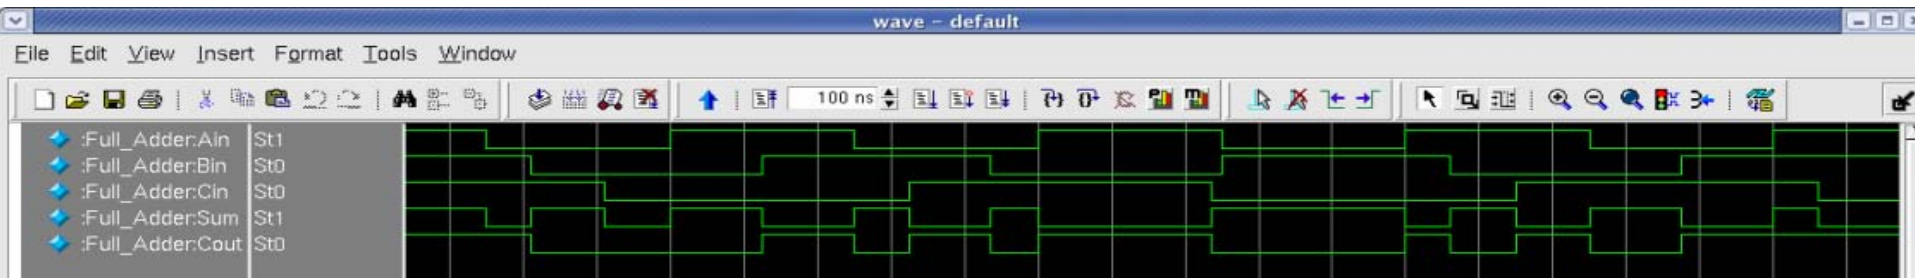 wave - default
File Edit View Insert Format Tools Window
100 ns
:Full_Adder:Ain St1
:Full_Adder:Bin St0
:Full_Adder:Cin St0
:Full_Adder:Sum St1
:Full_Adder:Cout St0